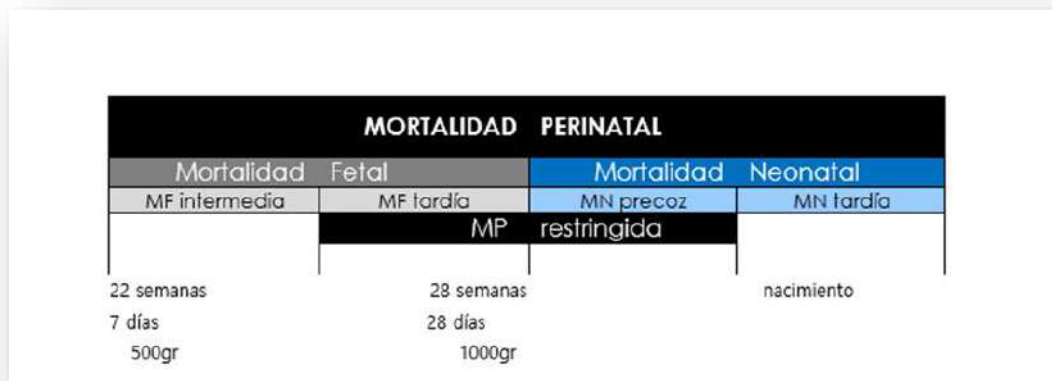 MORTALIDAD PERINATAL
Mortalidad Fetal Mortalidad Neonatal
MF intermedia MF tardía MN precoz MN tardía
MP restringida
22 semanas 28 semanas nacimiento
7 días 28 días
500gr 1000gr